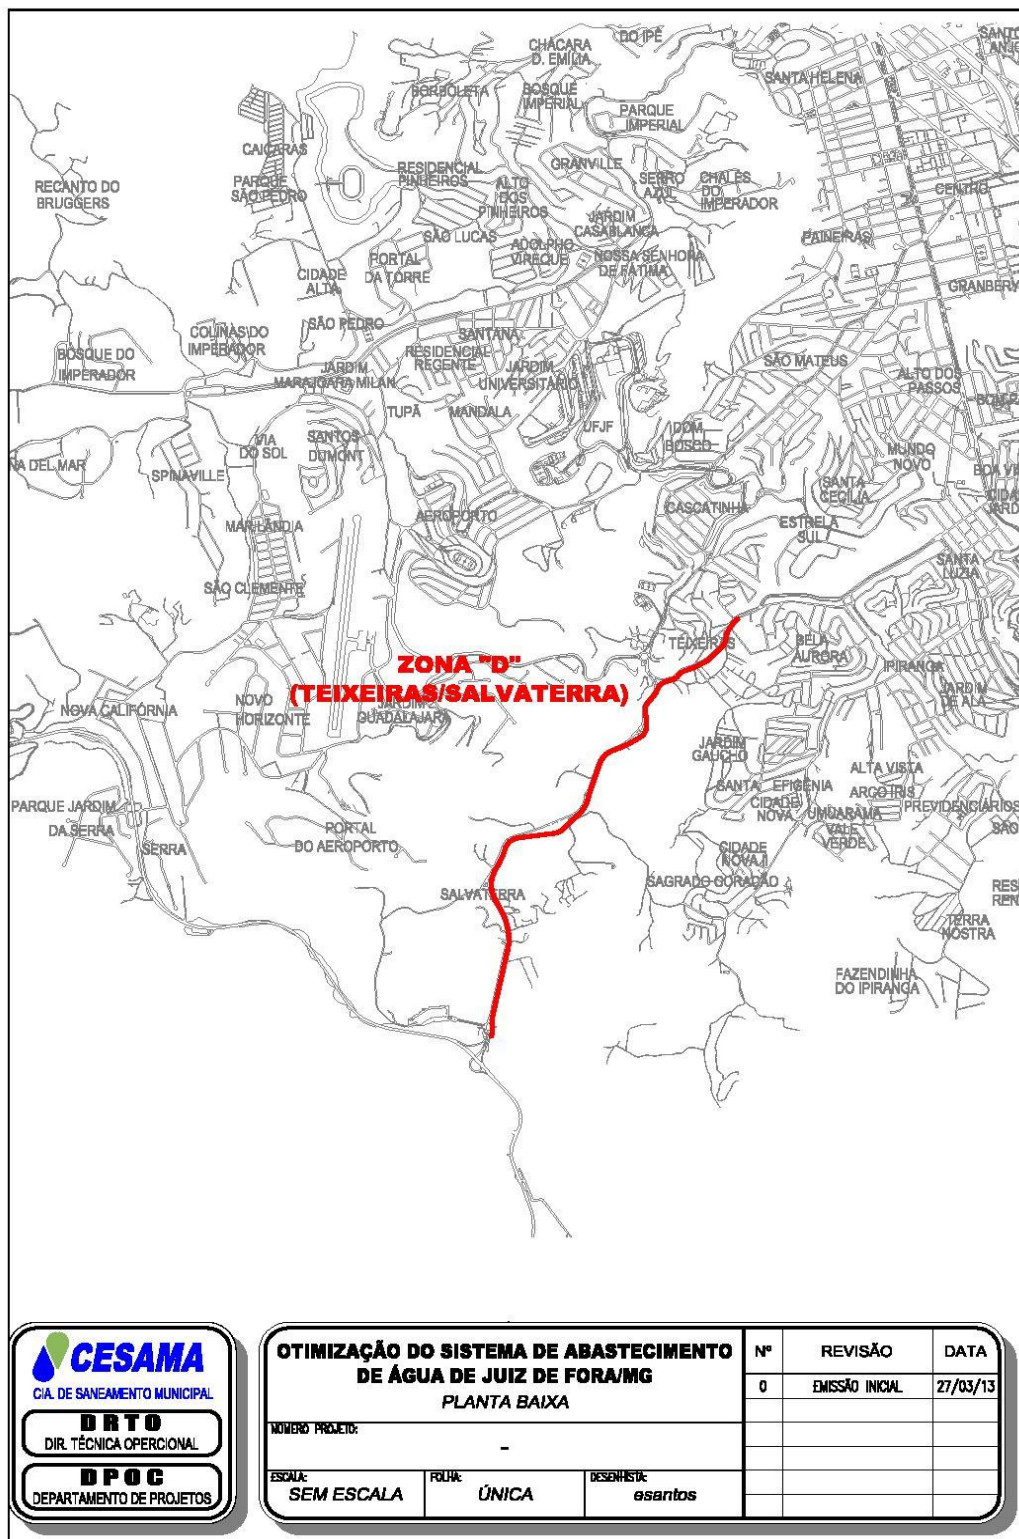 DO IPÊ
CHÁCARA
D. EMÍLIA
SANTA HELENA
BORBOLETA
BOSQUE
IMPERIAL
PARQUE
IMPERIAL
CAIÇARAS
RESIDENCIAL
PINHEIROS
GRANVILLE
PARQUE
SÃO PEDRO
ALTO
DOS
PINHEIROS
SERRO
AZUL
CHALÉS
DO
IMPERADOR
CENTRO
RECANTO DO
BRUGGERS
JARDIM
CASABLANCA
SÃO LUCAS
ADOLPHO
VIREQUE
PAINEIRAS
PORTAL
DA TORRE
NOSSA SENHORA
DE FÁTIMA
CIDADE
ALTA
GRANBERY
COLINAS DO
IMPERADOR
SÃO PEDRO
SANTANA
BOSQUE DO
IMPERADOR
RESIDENCIAL
REGENTE
SÃO MATEUS
JARDIM
MARAJOARA MILAN
JARDIM
UNIVERSITÁRIO
ALTO DOS
PASSOS
TUPÃ
MANDALA
UFJF
DOM
BOSCO
VIA
DO SOL
SANTOS
DUMONT
MUNDO
NOVO
NA DEL MAR
SPINAVILLE
SANTA
CECÍLIA
CASCATINHA
AEROPORTO
ESTRELA
SUL
MARILÂNDIA
SANTA
LUZIA
SÃO CLEMENTE
TEIXEIRAS
BELA
AURORA
IPIRANGA
ZONA "D"
(TEIXEIRAS/SALVATERRA)
NOVA CALIFÓRNIA
NOVO
HORIZONTE
JARDIM
GUADALAJARA
JARDIM
DE ALÁ
JARDIM
GAÚCHO
ALTA VISTA
SANTA EFIGÊNIA
ARCO IRIS
PARQUE JARDIM
DA SERRA
CIDADE
NOVA
UMUARAMA
PREVIDENCIÁRIOS
VALE
VERDE
PORTAL
DO AEROPORTO
SERRA
CIDADE
NOVA I
SAGRADO CORAÇÃO
SALVATERRA
TERRA
NOSTRA
FAZENDINHA
DO IPIRANGA
CESAMA
CIA. DE SANEAMENTO MUNICIPAL
DRTO
DIR. TÉCNICA OPERCIONAL
DPOC
DEPARTAMENTO DE PROJETOS
OTIMIZAÇÃO DO SISTEMA DE ABASTECIMENTO
DE ÁGUA DE JUIZ DE FORA/MG
PLANTA BAIXA
NÚMERO PROJETO:
-
ESCALA:
SEM ESCALA
FOLHA:
ÚNICA
DESENHISTA:
esantos
Nº REVISÃO DATA
0 EMISSÃO INICIAL 27/03/13